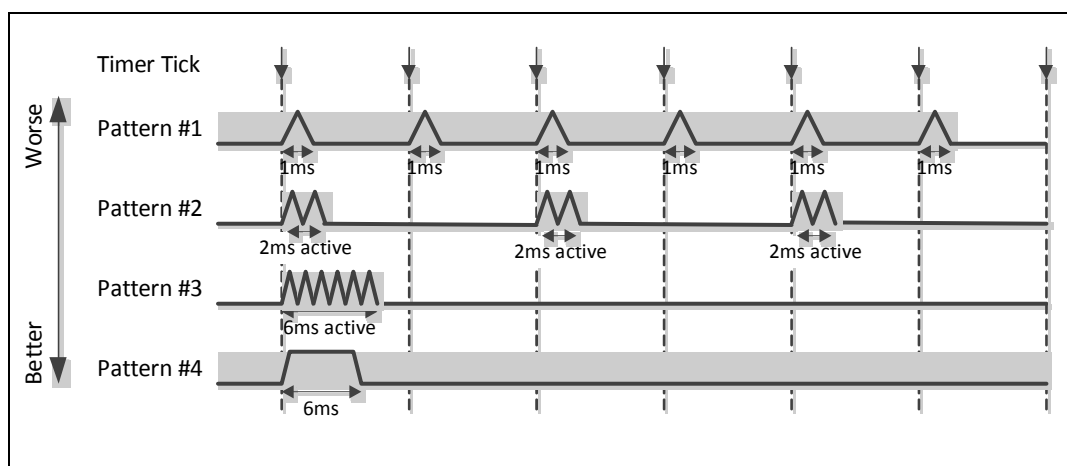 Timer Tick
Worse
Pattern #1
1ms 1ms 1ms 1ms 1ms 1ms
Pattern #2
2ms active 2ms active 2ms active
Pattern #3
6ms active
Better
Pattern #4
6ms